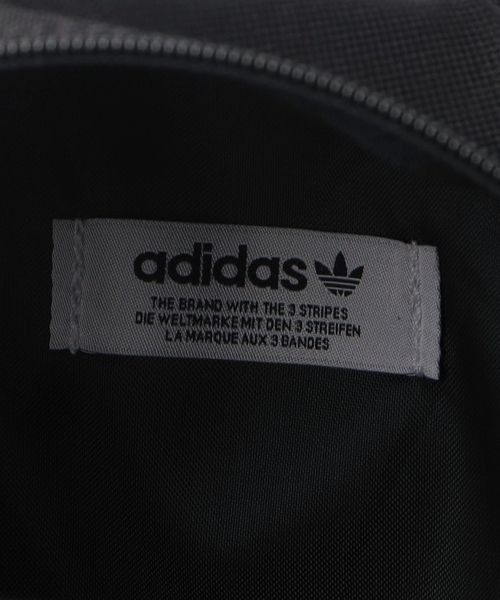 adidas
THE BRAND WITH THE 3 STRIPES
DIE WELTMARKE MIT DEN 3 STREIFEN
LA MARQUE AUX 3 BANDES